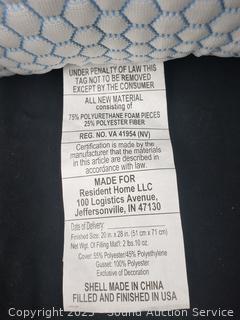 UNDER PENALTY OF LAW THIS
TAG NOT TO BE REMOVED
EXCEPT BY THE CONSUMER
ALL NEW MATERIAL
consisting of
75% POLYURETHANE FOAM PIECES
25% POLYESTER FIBER
REG. NO. VA 41954 (NV)
Certification is made by the
manufacturer that the materials
in this article are described in
accordance with law.
MADE FOR
Resident Home LLC
100 Logistics Avenue,
Jeffersonville, IN 47130
Date of Delivery:
Finished Size: 20 in. x 28 in. (51 cm x 71 cm)
Net Wgt. Of Filling Mat'l: 2 lbs.10 oz.
Cover: 55% Polyester/45% Polyethylene
Gusset: 100% Polyester
Exclusive of Decoration
SHELL MADE IN CHINA
FILLED AND FINISHED IN USA
Copyright 2025 - Sound Auction Service